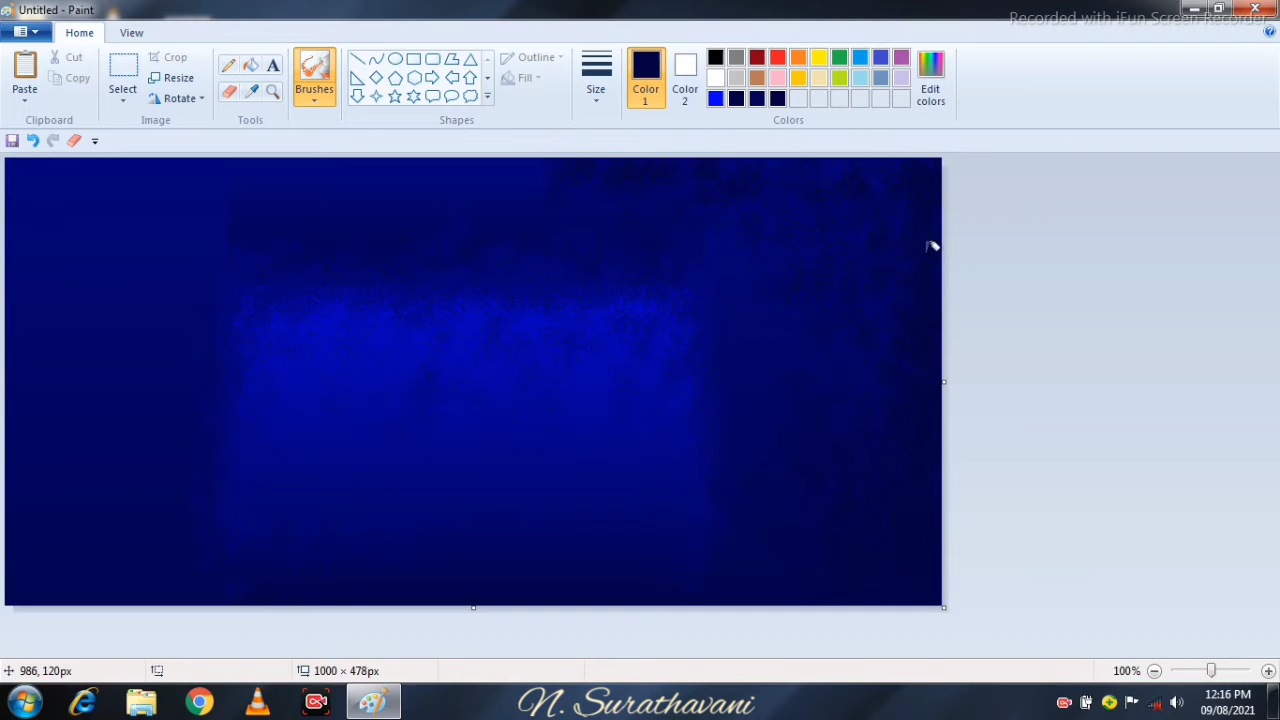 Untitled - Paint
Recorded with iFun Screen Recorder
Home
View
Paste
Cut
Copy
Clipboard
Select
Crop
Resize
Rotate
Image
Tools
Brushes
Shapes
Outline
Fill
Size
Color 1
Color 2
Colors
Edit colors
986, 120px
1000 × 478px
100%
N. Surathavani
12:16 PM
09/08/2021